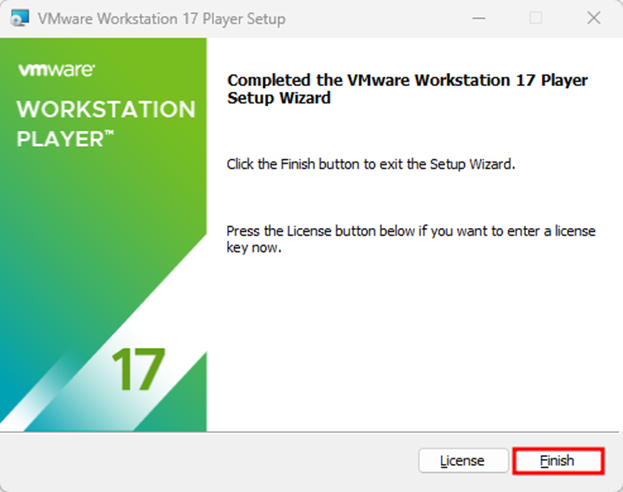 VMware Workstation 17 Player Setup
vmware®
WORKSTATION
PLAYER™
17
Completed the VMware Workstation 17 Player
Setup Wizard
Click the Finish button to exit the Setup Wizard.
Press the License button below if you want to enter a license
key now.
License
Finish